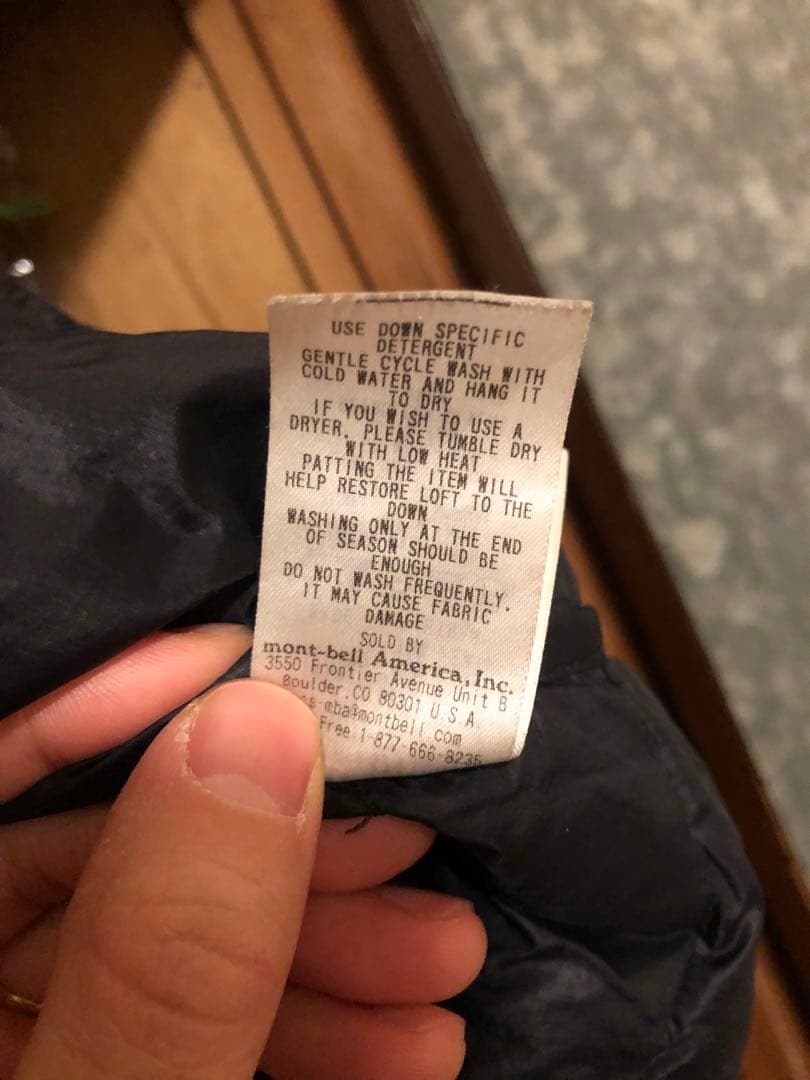 USE DOWN SPECIFIC
DETERGENT
GENTLE CYCLE WASH WITH
COLD WATER AND HANG IT
TO DRY
IF YOU WISH TO USE A
DRYER, PLEASE TUMBLE DRY
WITH LOW HEAT
PATTING THE ITEM WILL
HELP RESTORE LOFT TO THE
DOWN
WASHING ONLY AT THE END
OF SEASON SHOULD BE
ENOUGH
DO NOT WASH FREQUENTLY.
IT MAY CAUSE FABRIC
DAMAGE
SOLD BY
mont-bell America, Inc.
3550 Frontier Avenue Unit B
Boulder, CO 80301 U.S.A.
s-mba@montbell.com
Free 1-877-666-8236